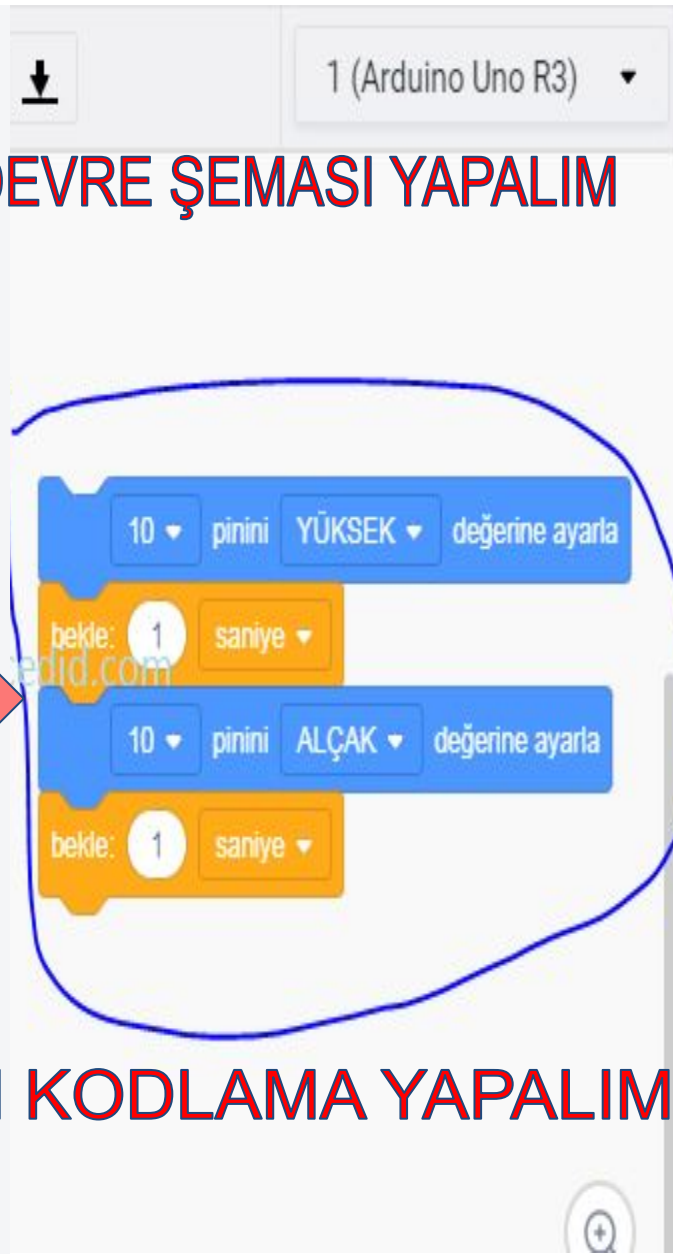 1 (Arduino Uno R3)
EVRE ŞEMASI YAPALIM
10 pinini YÜKSEK değerine ayarla
bekle: 1 saniye
edid.com
10 pinini ALÇAK değerine ayarla
bekle: 1 saniye
KODLAMA YAPALIM